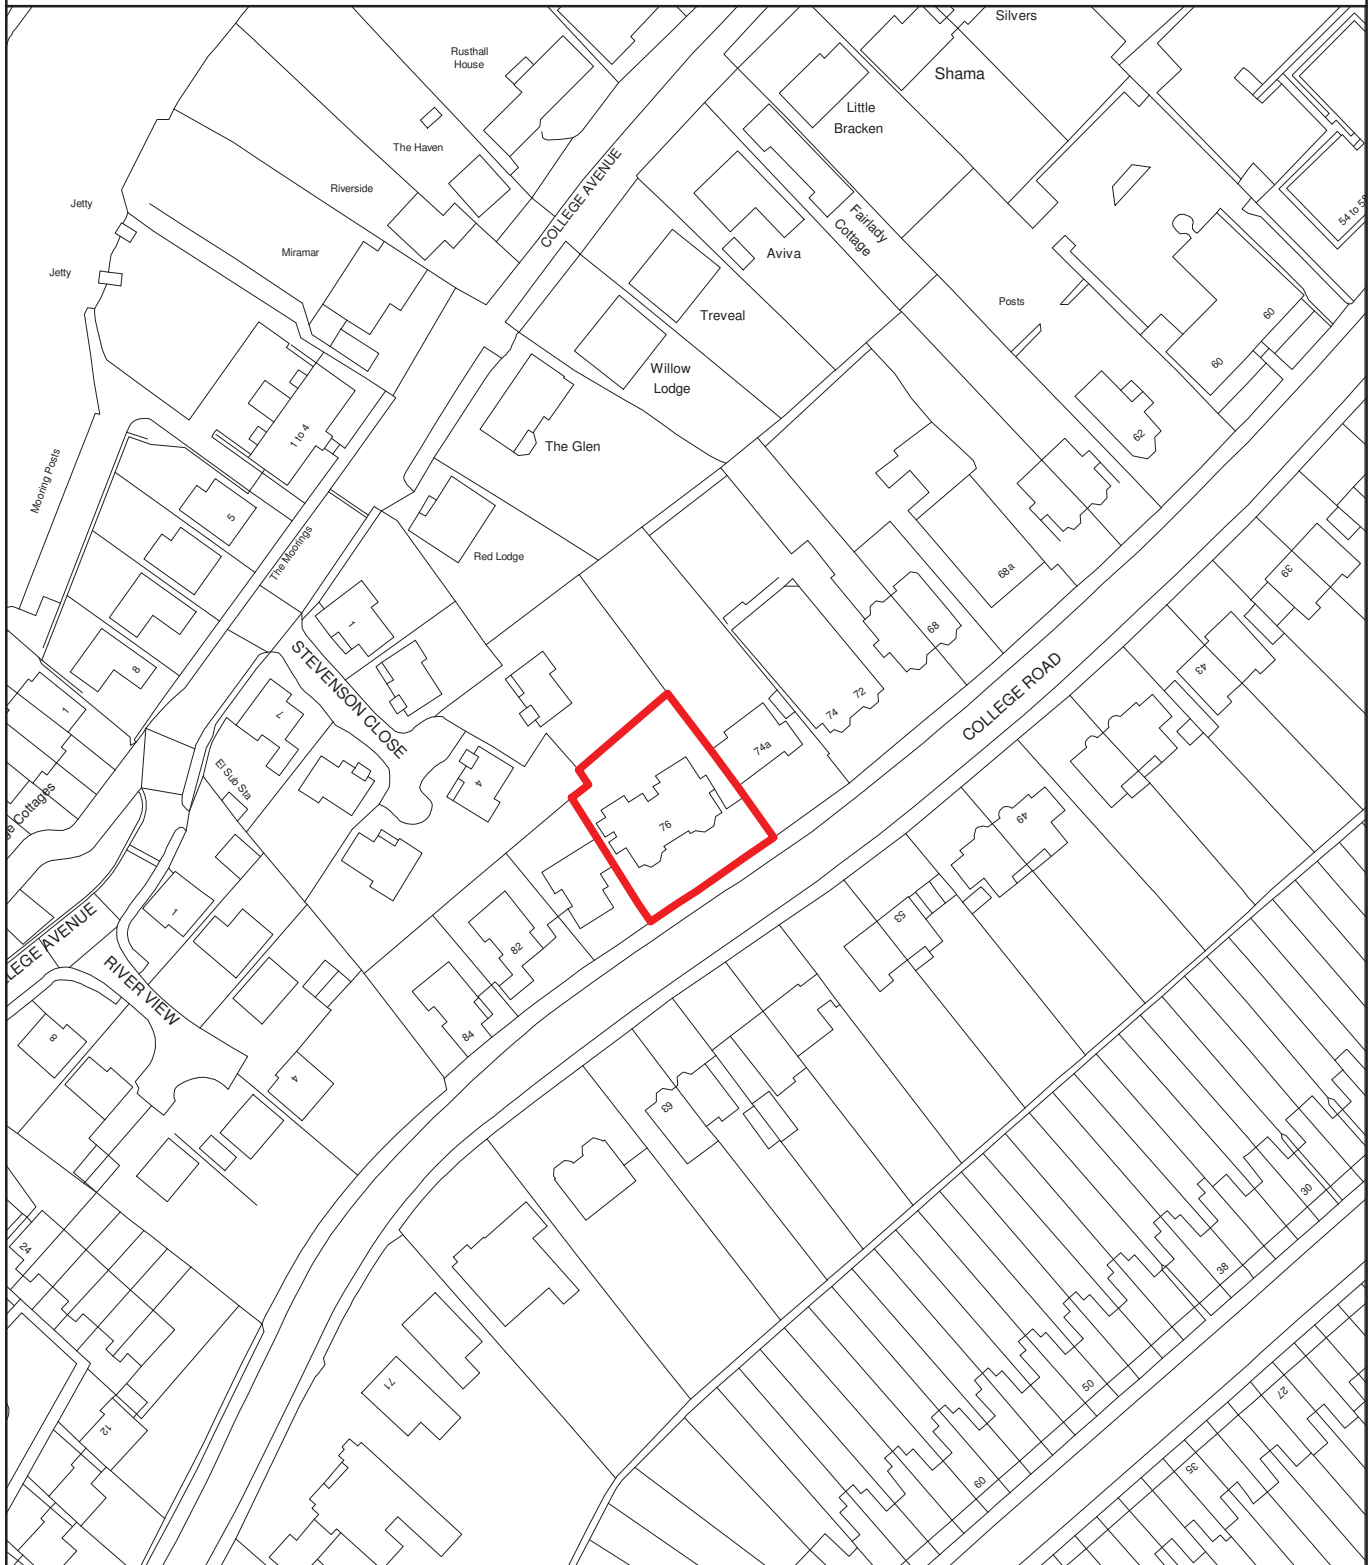 Silvers
Rusthall
House
Shama
Little
Bracken
The Haven
COLLEGE AVENUE
Riverside
Jetty
Fairlady
Cottage
Miramar
Aviva
Jetty
Posts
Treveal
60
60
Willow
Lodge
1 to 4
62
The Glen
Mooring Posts
5
The Moorings
Red Lodge
68a
39
1
68
STEVENSON CLOSE
8
43
COLLEGE ROAD
72
74
1
7
74a
El Sub Sta
4
76
49
Cottages
53
1
82
LEGE AVENUE
RIVER VIEW
84
8
4
63
30
24
38
71
50
27
12
35
60